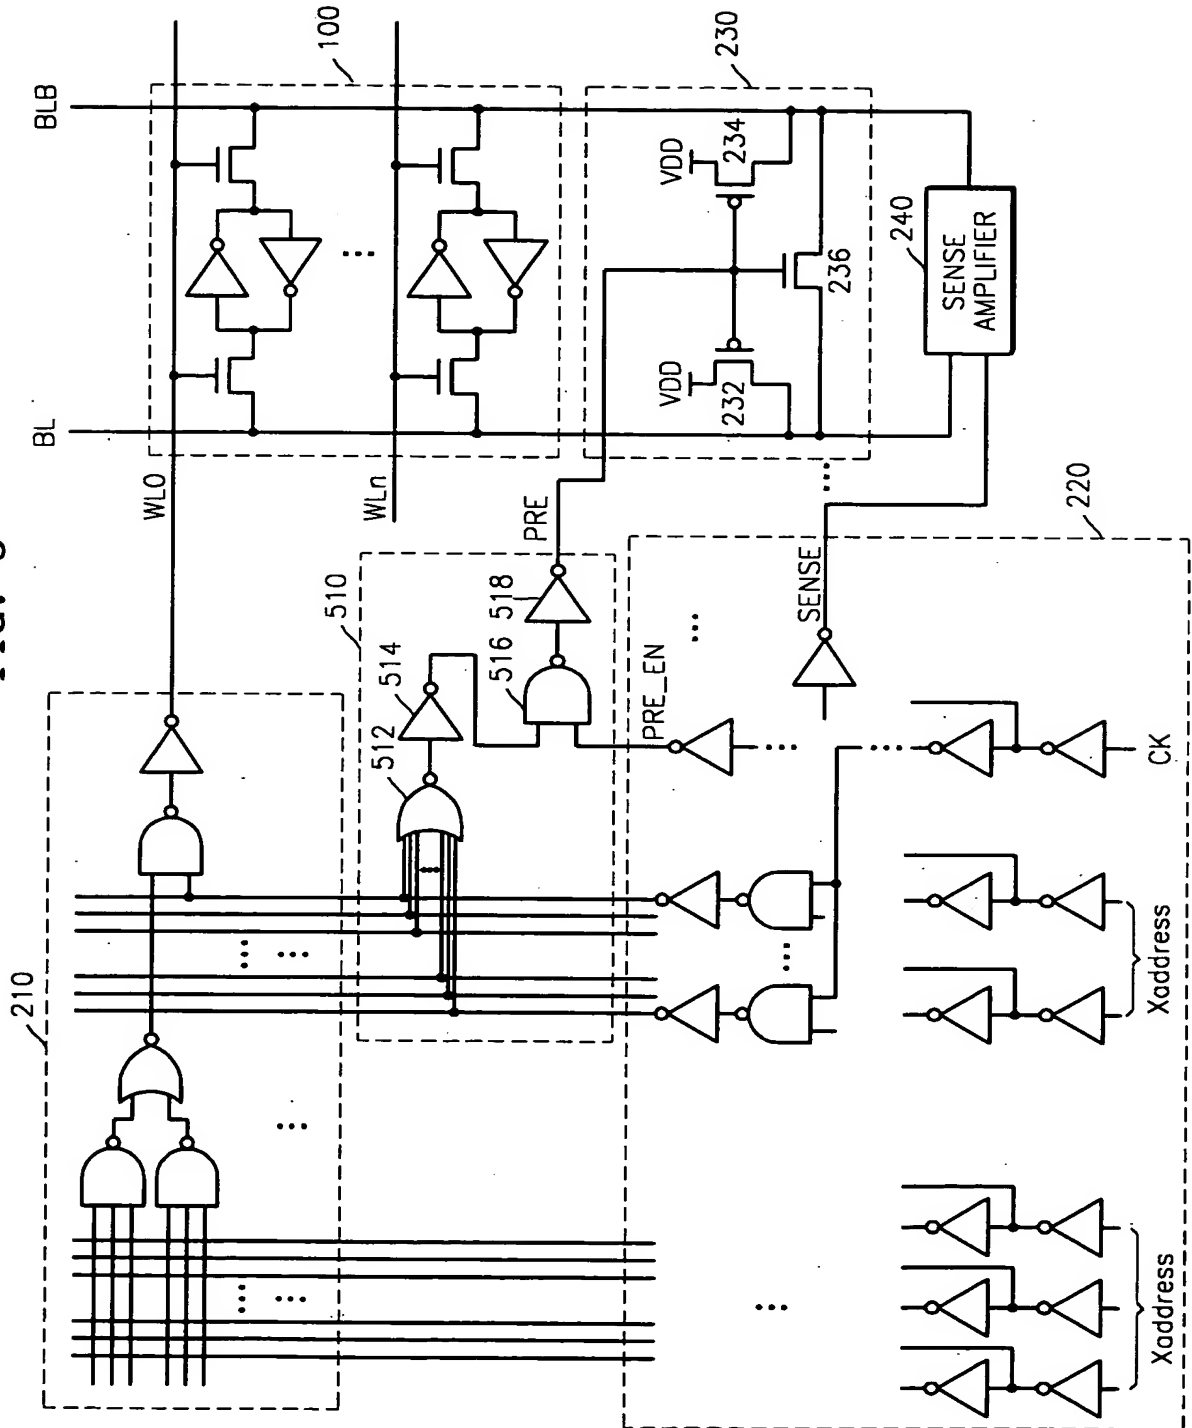 BLB
100
230
BL
WL0
WLn
VDD
234
VDD
232
236
240
SENSE AMPLIFIER
210
510
514
512
516
518
PRE
PRE_EN
SENSE
220
CK
Xaddress
Xaddress